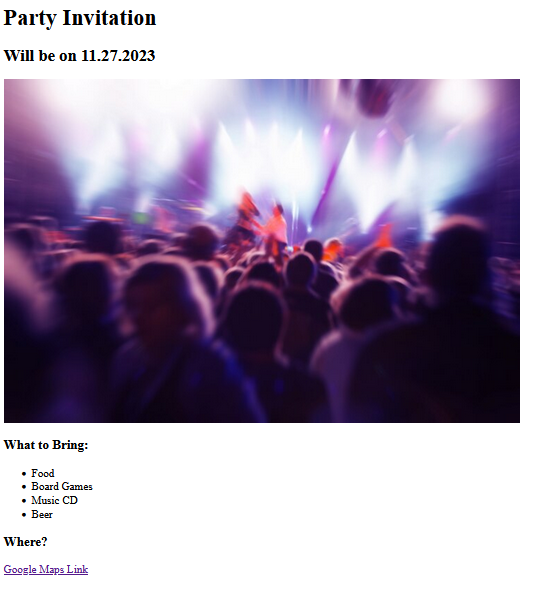 Party Invitation
Will be on 11.27.2023
What to Bring:
Food
Board Games
Music CD
Beer
Where?
Google Maps Link